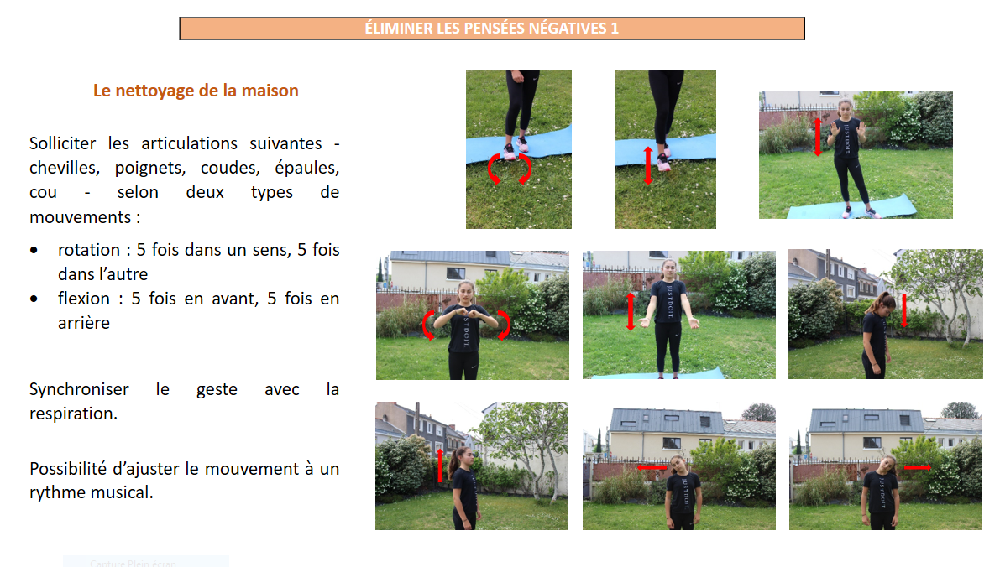 ÉLIMINER LES PENSÉES NÉGATIVES 1
Le nettoyage de la maison
Solliciter les articulations suivantes -
chevilles, poignets, coudes, épaules,
cou - selon deux types de
mouvements :
• rotation : 5 fois dans un sens, 5 fois
dans l’autre
• flexion : 5 fois en avant, 5 fois en
arrière
Synchroniser le geste avec la
respiration.
Possibilité d’ajuster le mouvement à un
rythme musical.
JUST DO IT.
JUST DO IT.
JUST DO IT.
JUST DO IT.
JUST DO IT.
Capture Plein écran